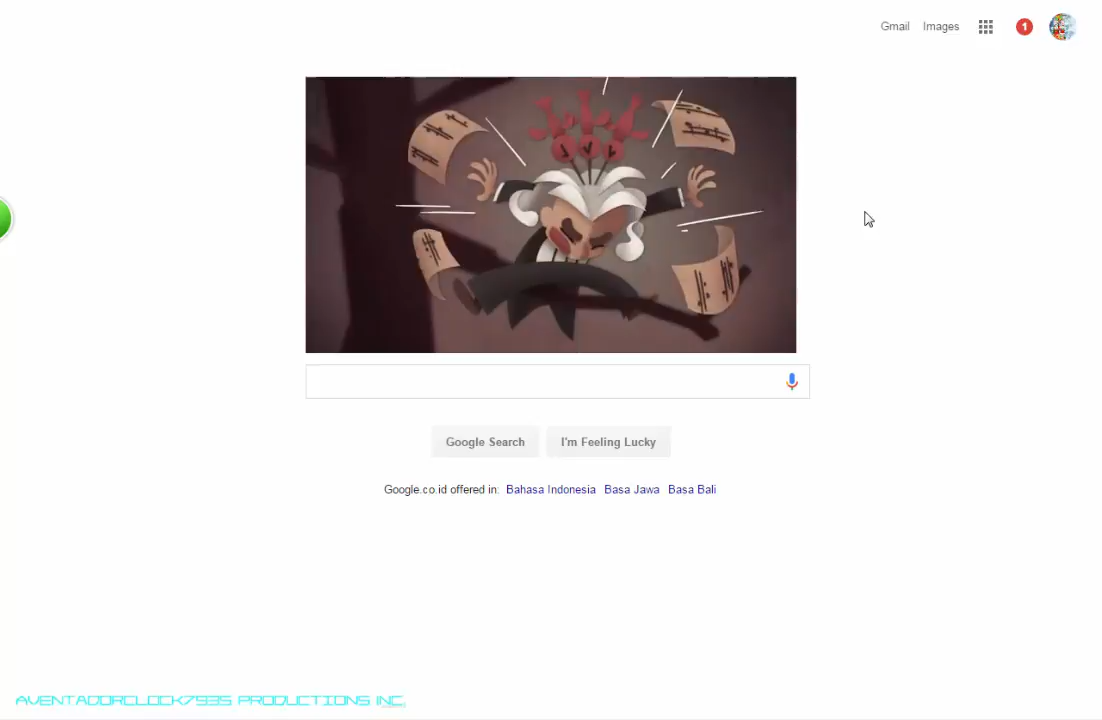 Gmail Images 1
Google Search I'm Feeling Lucky
Google.co.id offered in: Bahasa Indonesia Basa Jawa Basa Bali
AVENTADORCLOCK7535 PRODUCTIONS INC.